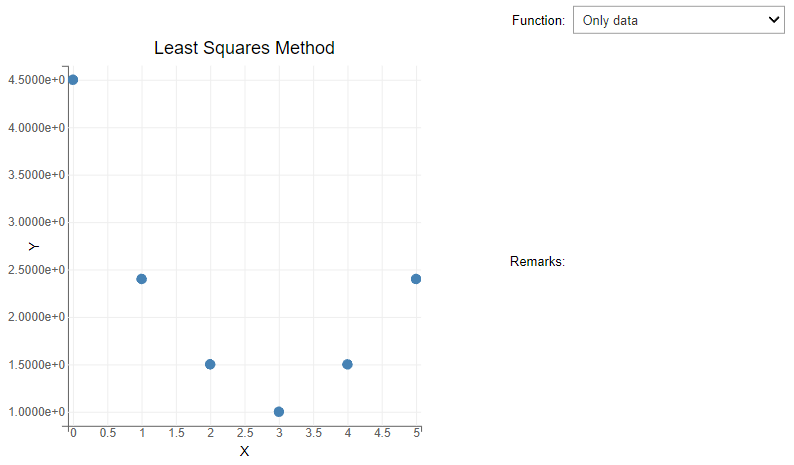 Function: Only data
Least Squares Method
4.5000e+0
4.0000e+0
3.5000e+0
3.0000e+0
2.5000e+0
2.0000e+0
1.5000e+0
1.0000e+0
Y
0 0.5 1 1.5 2 2.5 3 3.5 4 4.5 5
X
Remarks: